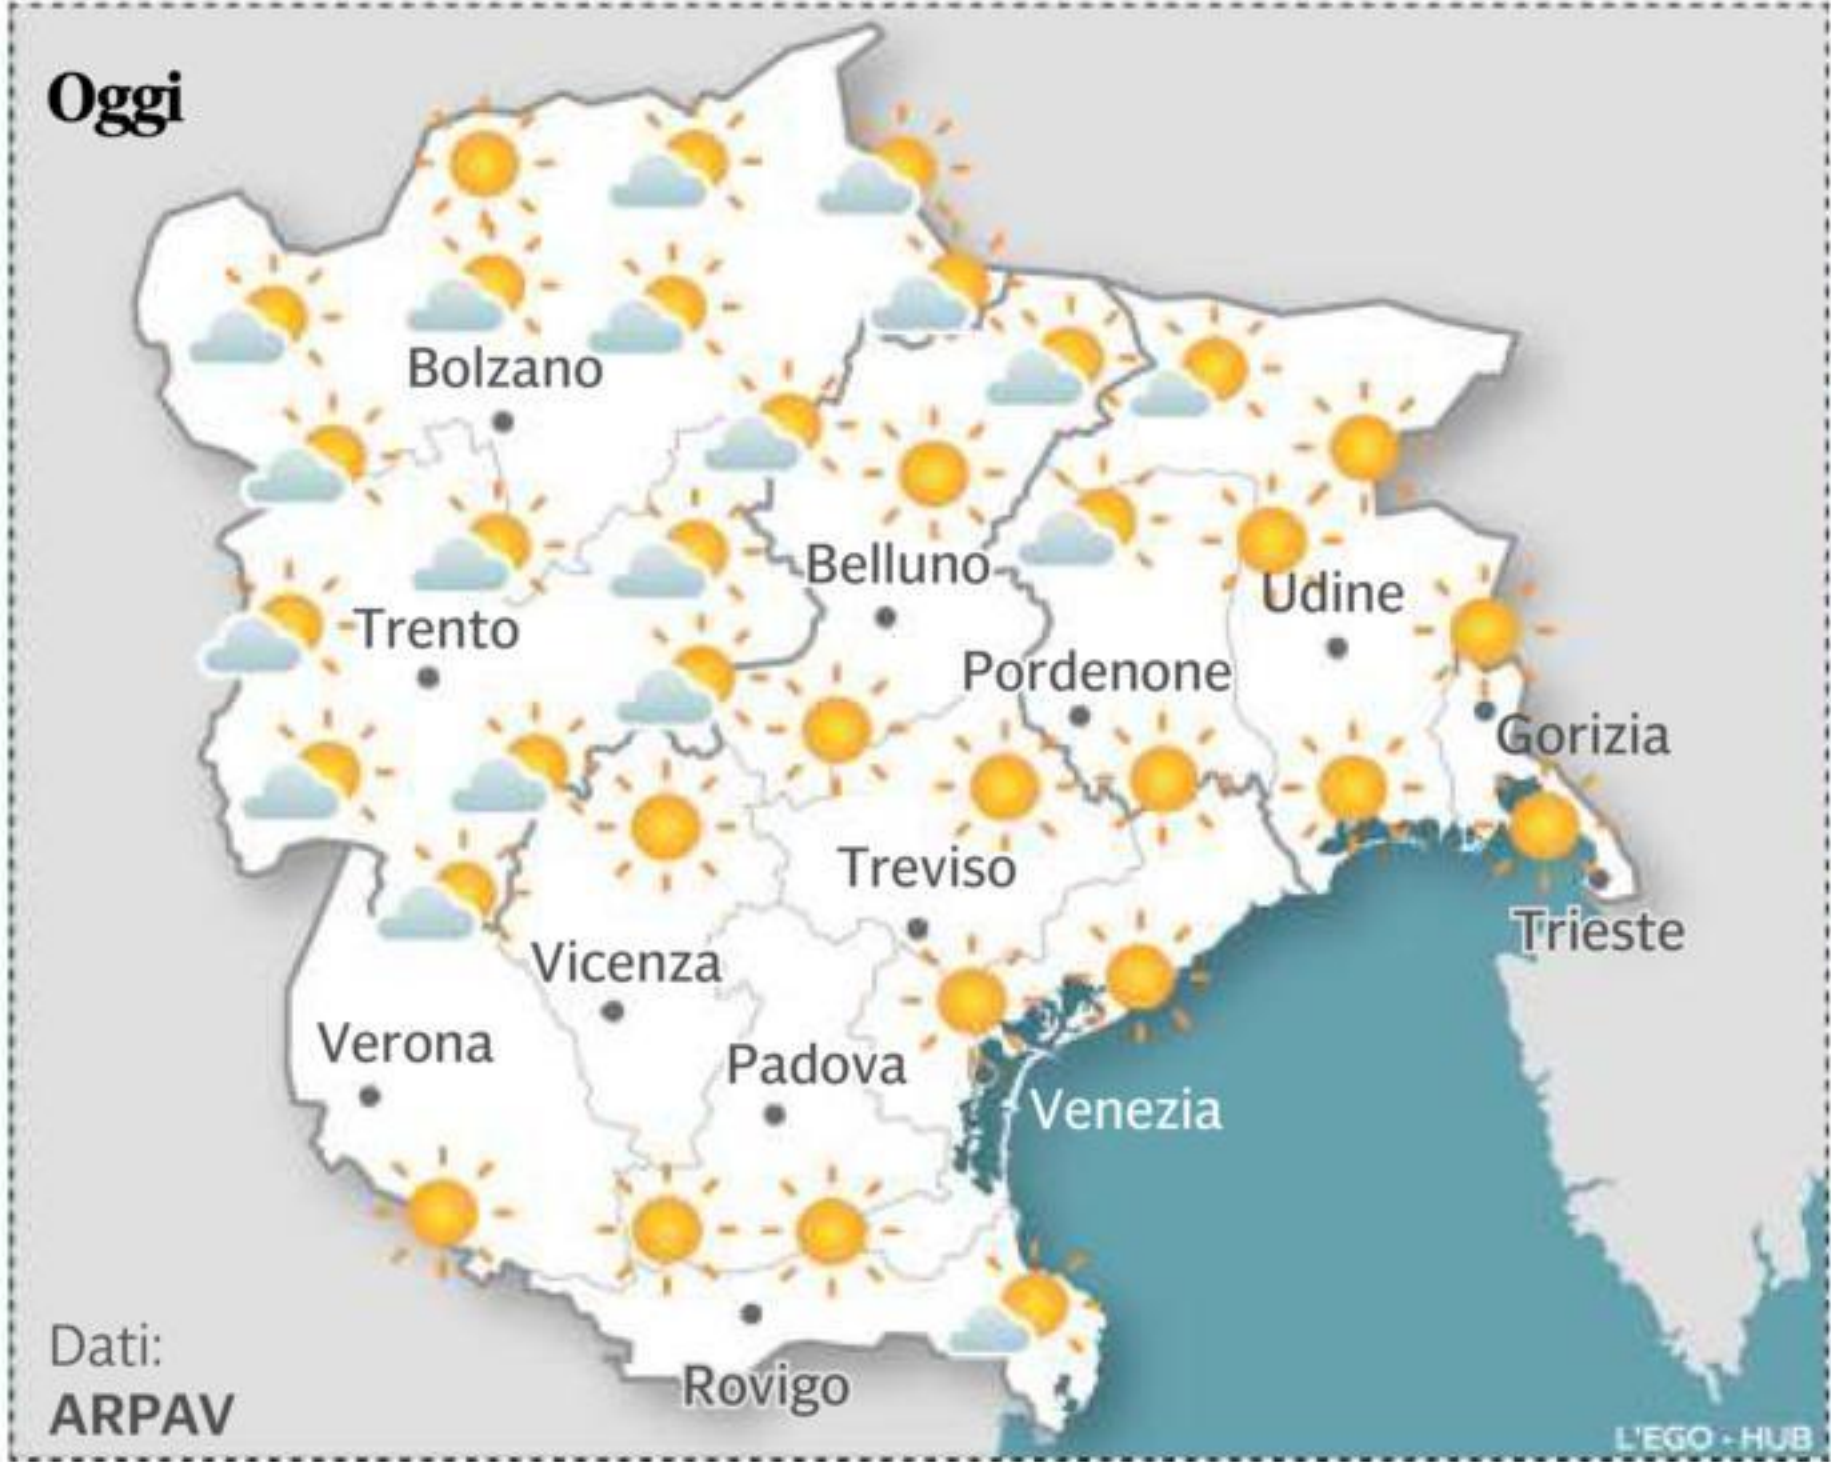 Oggi
Bolzano
Belluno
Udine
Trento
Pordenone
Gorizia
Treviso
Trieste
Vicenza
Verona
Padova
Venezia
Dati:
ARPAV
Rovigo
L'EGO - HUB